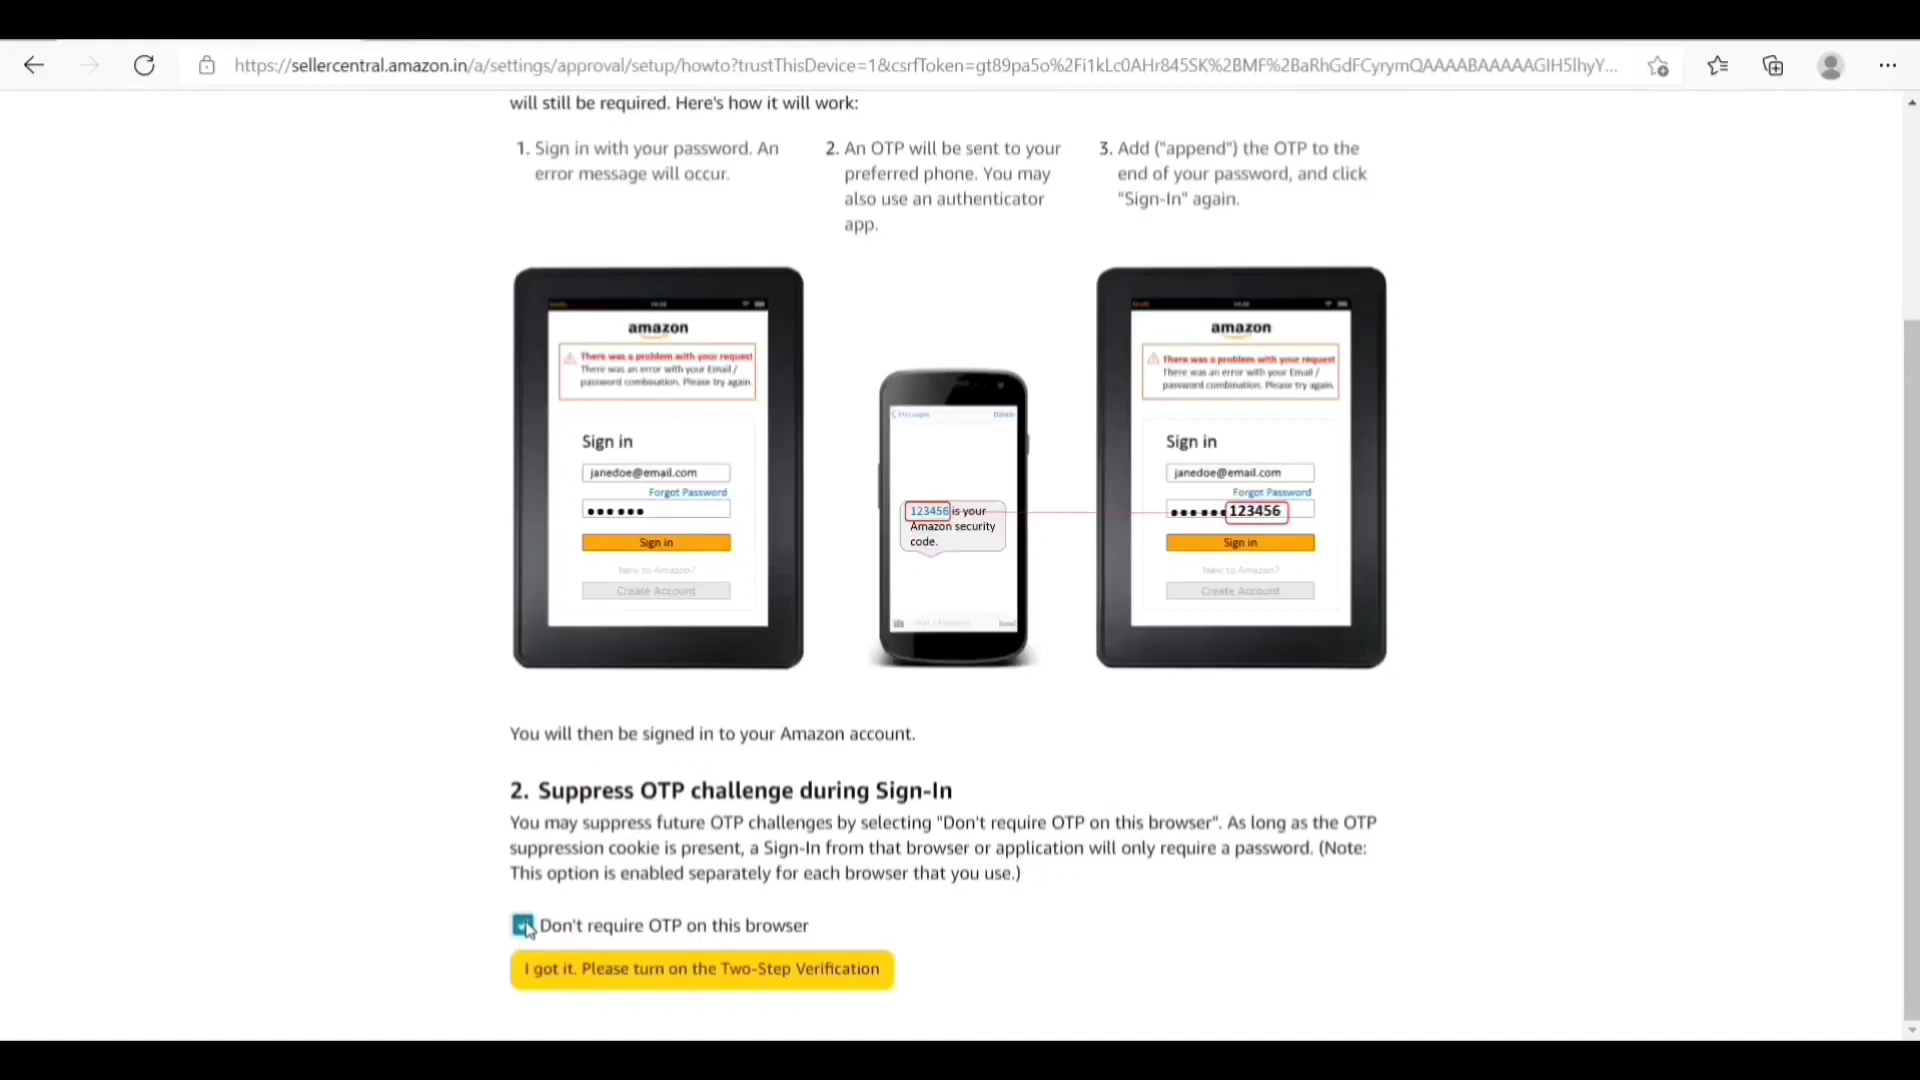 https://sellercentral.amazon.in/a/settings/approval/setup/howto?trustThisDevice=1&csrfToken=gt89pa5o%2Fi1kLc0AHr845SK%2BMF%2BaRhGdFCyrymQAAAABAAAAAGIH5lhyY...
will still be required. Here's how it will work:
1. Sign in with your password. An
error message will occur.
2. An OTP will be sent to your
preferred phone. You may
also use an authenticator
app.
3. Add ("append") the OTP to the
end of your password, and click
"Sign-In" again.
amazon
There was a problem with your request
There was an error with your Email /
password combination. Please try again.
Sign in
janedoe@email.com
Forgot Password
Sign in
New to Amazon?
Create Account
Messages
Details
123456 is your
Amazon security
code.
Send
amazon
There was a problem with your request
There was an error with your Email /
password combination. Please try again.
Sign in
janedoe@email.com
Forgot Password
123456
Sign in
New to Amazon?
Create Account
You will then be signed in to your Amazon account.
2. Suppress OTP challenge during Sign-In
You may suppress future OTP challenges by selecting "Don't require OTP on this browser". As long as the OTP
suppression cookie is present, a Sign-In from that browser or application will only require a password. (Note:
This option is enabled separately for each browser that you use.)
Don't require OTP on this browser
I got it. Please turn on the Two-Step Verification